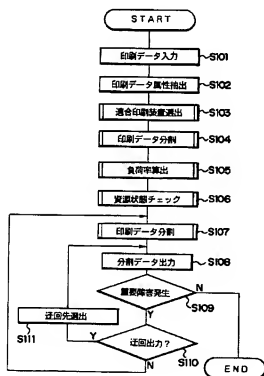 START
印刷データ入力 S101
印刷データ属性抽出 S102
適合印刷装置選出 S103
印刷データ分割 S104
負荷率算出 S105
資源状態チェック S106
印刷データ分割 S107
分割データ出力 S108
重要障害発生 N
S109
迂回先選出 Y
S111 Y 迂回出力? S110
N END